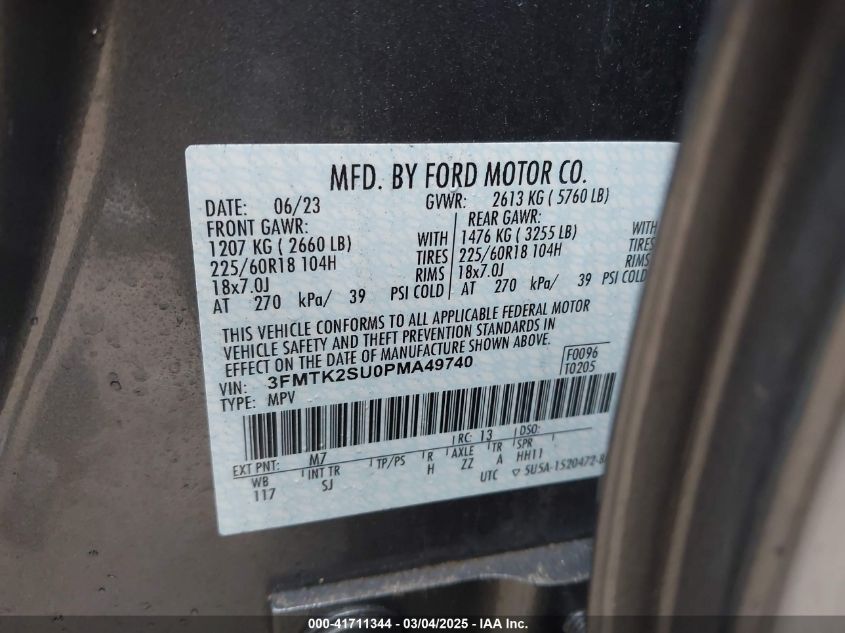 MFD. BY FORD MOTOR CO.
DATE: 06/23 GVWR: 2613 KG ( 5760 LB)
FRONT GAWR: REAR GAWR:
1207 KG ( 2660 LB) WITH 1476 KG ( 3255 LB) WITH
225/60R18 104H TIRES 225/60R18 104H TIRES
18x7.0J RIMS 18x7.0J RIMS
AT 270 kPa/ 39 PSI COLD AT 270 kPa/ 39 PSI COLD
THIS VEHICLE CONFORMS TO ALL APPLICABLE FEDERAL MOTOR
VEHICLE SAFETY AND THEFT PREVENTION STANDARDS IN
EFFECT ON THE DATE OF MANUFACTURE SHOWN ABOVE.
VIN: 3FMTK2SU0PMA49740 F0096
TYPE: MPV T0205
EXT PNT: M7 RC: 13 DSO:
WB INT TR TP/PS R AXLE TR SPR
117 SJ H ZZ A HH11
UTC 5U5A-1520472-
000-41711344 - 03/04/2025 - IAA Inc.